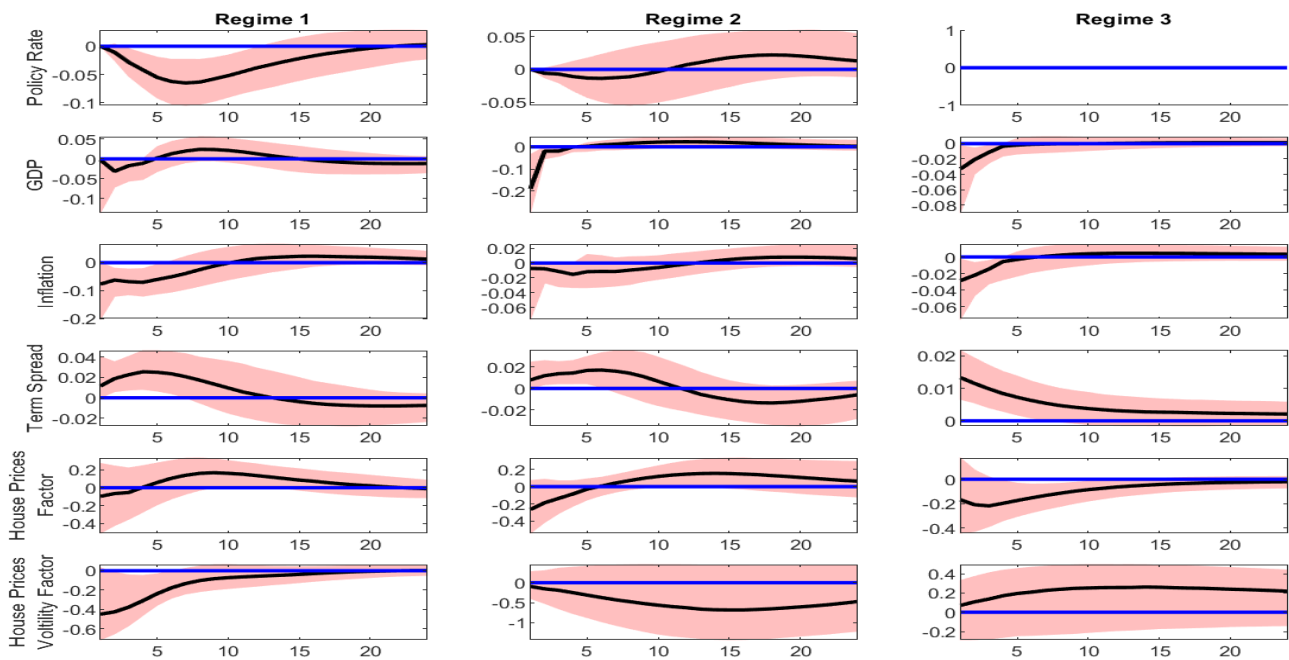 Regime 1 Regime 2 Regime 3
Policy Rate
0 -0.05 -0.1
5 10 15 20
0.05 0 -0.05
5 10 15 20
1 0 -1
5 10 15 20
GDP
0.05 0 -0.05 -0.1
5 10 15 20
0 -0.1 -0.2
5 10 15 20
0 -0.02 -0.04 -0.06 -0.08
5 10 15 20
Inflation
0 -0.1 -0.2
5 10 15 20
0.02 0 -0.02 -0.04 -0.06
5 10 15 20
0 -0.02 -0.04 -0.06
5 10 15 20
Term Spread
0.04 0.02 0 -0.02
5 10 15 20
0.02 0 -0.02
5 10 15 20
0.02 0.01 0
5 10 15 20
House Prices
Factor
0.2 0 -0.2 -0.4
5 10 15 20
0.2 0 -0.2 -0.4
5 10 15 20
0 -0.2 -0.4
5 10 15 20
House Prices
Voltility Factor
0 -0.2 -0.4 -0.6
5 10 15 20
0 -0.5 -1
5 10 15 20
0.4 0.2 0 -0.2
5 10 15 20